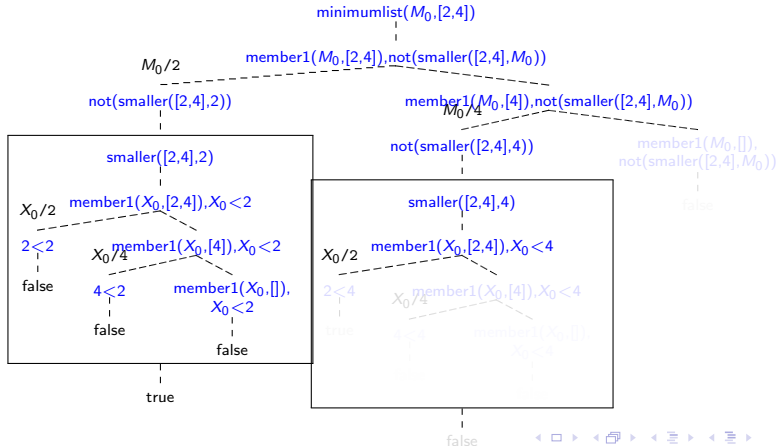 minimumlist(M₀,[2,4])
member1(M₀,[2,4]),not(smaller([2,4],M₀))
M₀/2
not(smaller([2,4],2))
member1(M₀,[4]),not(smaller([2,4],M₀))
M₀/4
not(smaller([2,4],4))
member1(M₀,[]),
not(smaller([2,4],M₀))
false
smaller([2,4],2)
member1(X₀,[2,4]),X₀<2
X₀/2
2<2
false
member1(X₀,[4]),X₀<2
X₀/4
4<2
false
member1(X₀,[]),
X₀<2
false
true
smaller([2,4],4)
member1(X₀,[2,4]),X₀<4
X₀/2
2<4
true
member1(X₀,[4]),X₀<4
X₀/4
4<4
member1(X₀,[]),
X₀<4
false